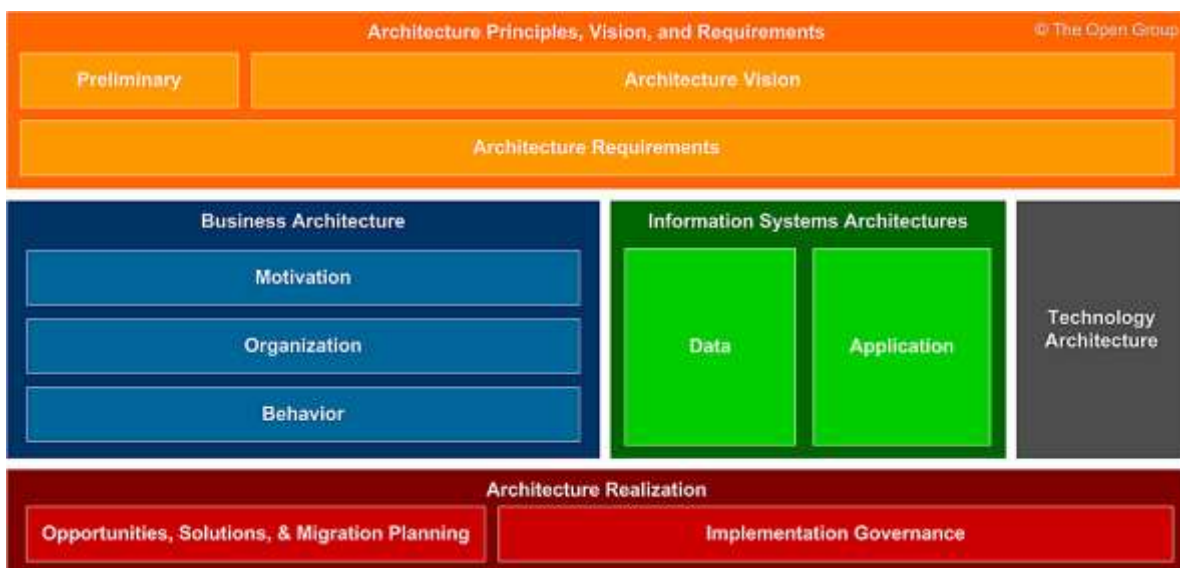 Architecture Principles, Vision, and Requirements
© The Open Group
Preliminary
Architecture Vision
Architecture Requirements
Business Architecture
Motivation
Organization
Behavior
Information Systems Architectures
Data
Application
Technology
Architecture
Architecture Realization
Opportunities, Solutions, & Migration Planning
Implementation Governance